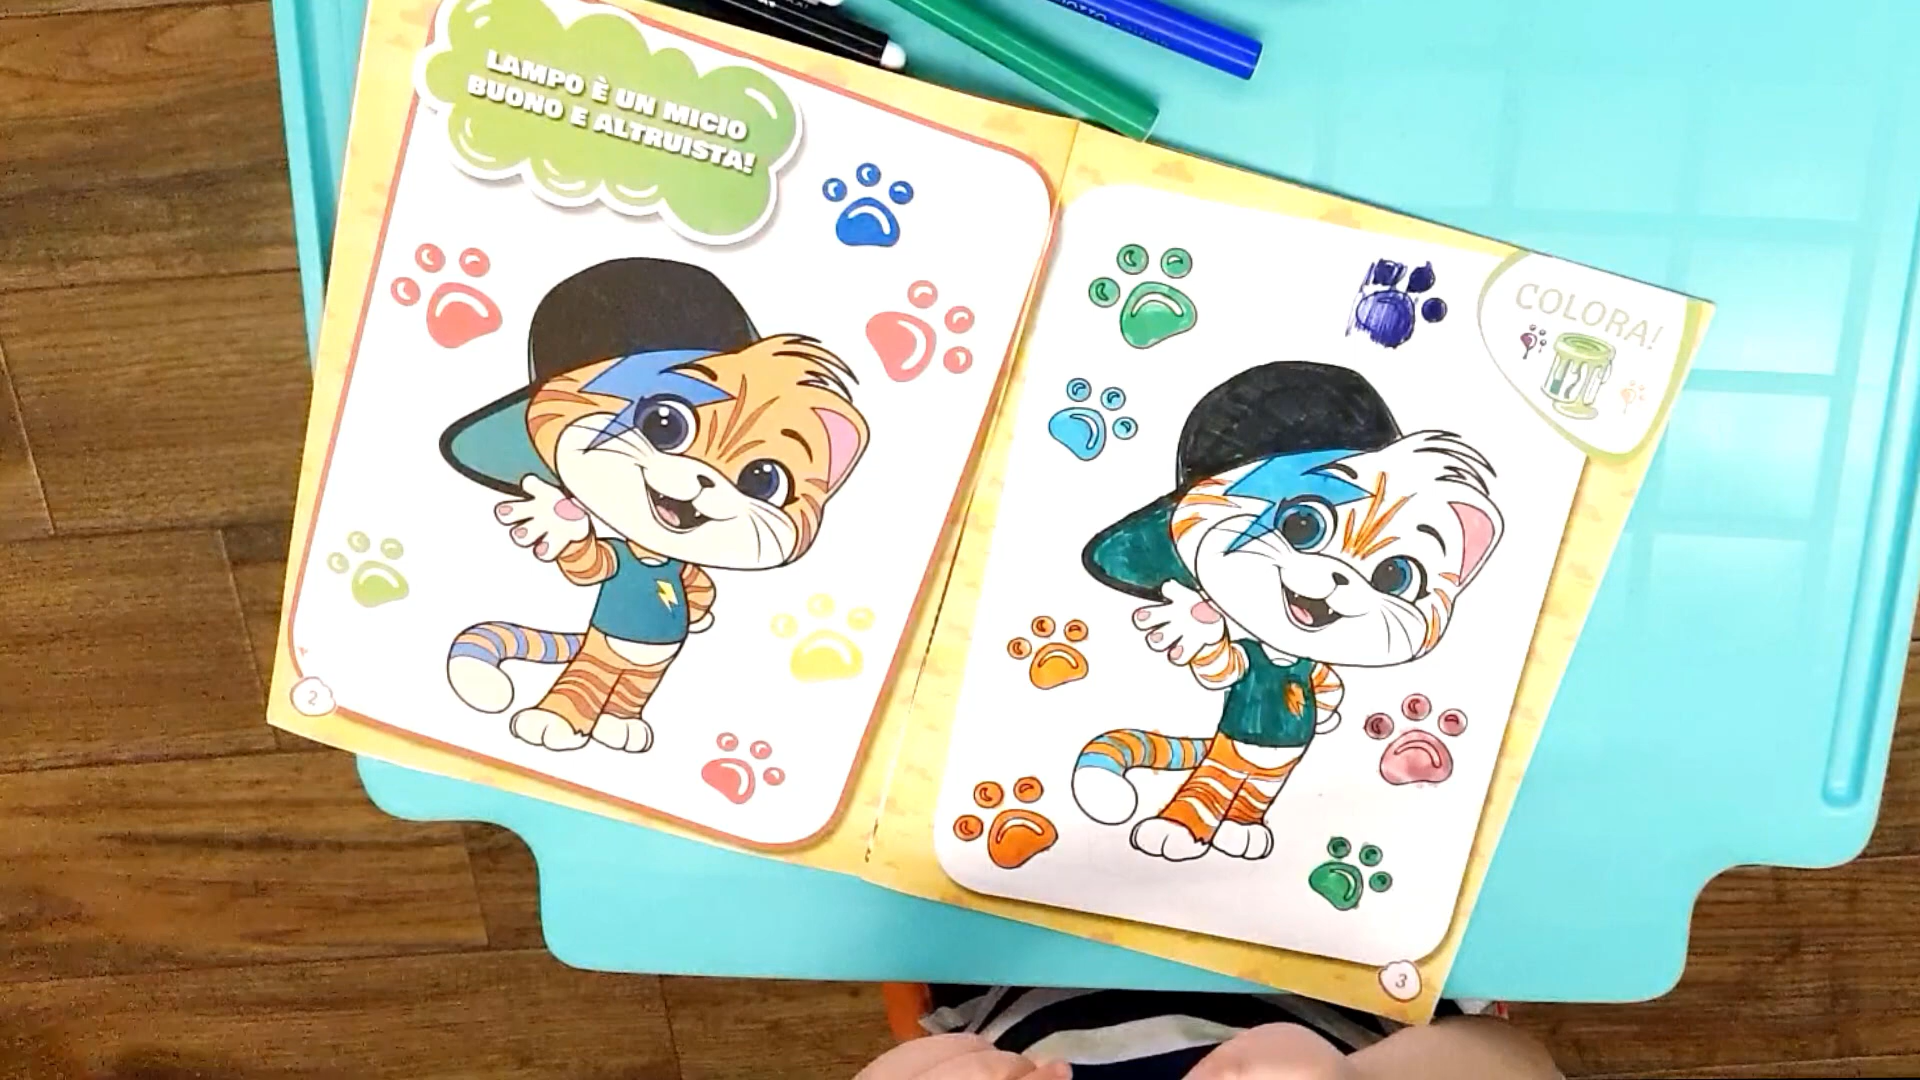 LAMPO È UN MICIO
BUONO E ALTRUISTA!
COLORA!
2
3